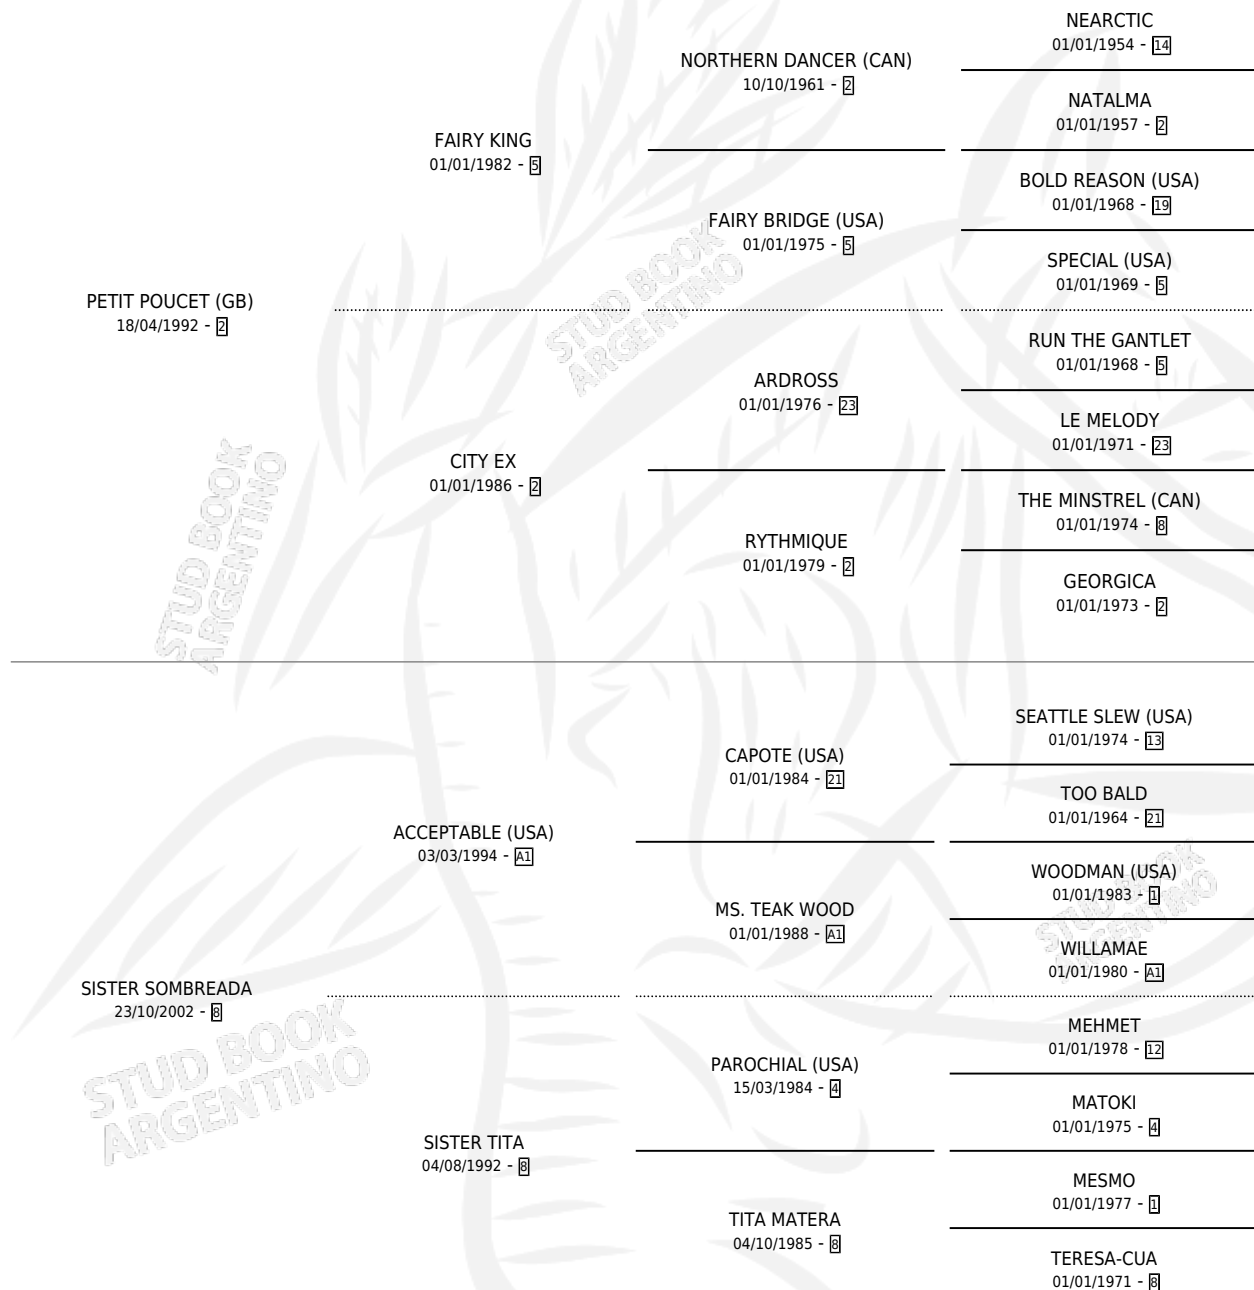 NEARCTIC
01/01/1954 - 14
NORTHERN DANCER (CAN)
10/10/1961 - 2
NATALMA
01/01/1957 - 2
FAIRY KING
01/01/1982 - 5
BOLD REASON (USA)
01/01/1968 - 19
FAIRY BRIDGE (USA)
01/01/1975 - 5
SPECIAL (USA)
01/01/1969 - 5
PETIT POUCET (GB)
18/04/1992 - 2
RUN THE GANTLET
01/01/1968 - 5
ARDROSS
01/01/1976 - 23
LE MELODY
01/01/1971 - 23
CITY EX
01/01/1986 - 2
THE MINSTREL (CAN)
01/01/1974 - 8
RYTHMIQUE
01/01/1979 - 2
GEORGICA
01/01/1973 - 2
SEATTLE SLEW (USA)
01/01/1974 - 13
CAPOTE (USA)
01/01/1984 - 21
TOO BALD
01/01/1964 - 21
ACCEPTABLE (USA)
03/03/1994 - A1
WOODMAN (USA)
01/01/1983 - 1
MS. TEAK WOOD
01/01/1988 - A1
WILLAMAE
01/01/1980 - A1
SISTER SOMBREADA
23/10/2002 - 8
MEHMET
01/01/1978 - 12
PAROCHIAL (USA)
15/03/1984 - 4
MATOKI
01/01/1975 - 4
SISTER TITA
04/08/1992 - 8
MESMO
01/01/1977 - 1
TITA MATERA
04/10/1985 - 8
TERESA-CUA
01/01/1971 - 8
STUD BOOK
ARGENTINO
STUD BOOK
ARGENTINO
STUD BOOK
ARGENTINO
STUD BOOK
ARGENTINO